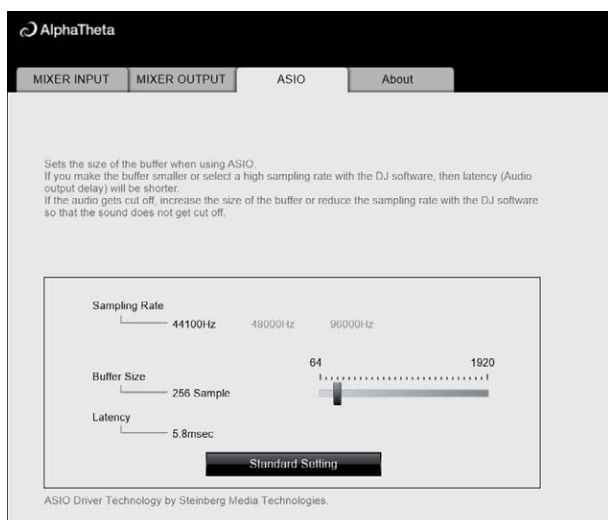 AlphaTheta
MIXER INPUT MIXER OUTPUT ASIO About
Sets the size of the buffer when using ASIO.
If you make the buffer smaller or select a high sampling rate with the DJ software, then latency (Audio
output delay) will be shorter.
If the audio gets cut off, increase the size of the buffer or reduce the sampling rate with the DJ software
so that the sound does not get cut off.
Sampling Rate
44100Hz 48000Hz 96000Hz
64 1920
Buffer Size
256 Sample
Latency
5.8msec
Standard Setting
ASIO Driver Technology by Steinberg Media Technologies.